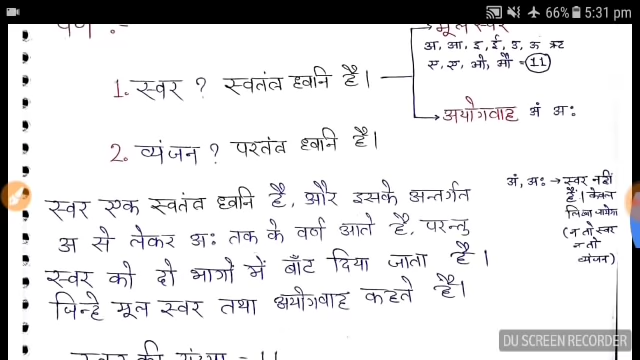 66% 5:31 pm
वर्ण :-
मूल स्वर
अ, आ, इ, ई, उ, ऊ ऋ
ए, ऐ, ओ, औ = 11
1. स्वर ? स्वतंत्र ध्वनि है।
अयोगवाह अं अः
2. व्यंजन ? परतंत्र ध्वनि है।
अं, अः → स्वर नहीं
हैं। केवल
लिखा जायेगा
(न तो स्वर
न तो
व्यंजन)
स्वर एक स्वतंत्र ध्वनि है, और इसके अन्तर्गत
अ से लेकर अः तक के वर्ण आते है, परन्तु
स्वर को दो भागों में बाँट दिया जाता है।
जिन्हे मूल स्वर तथा अयोगवाह कहते है।
स्वर की संख्या = 11
DU SCREEN RECORDER